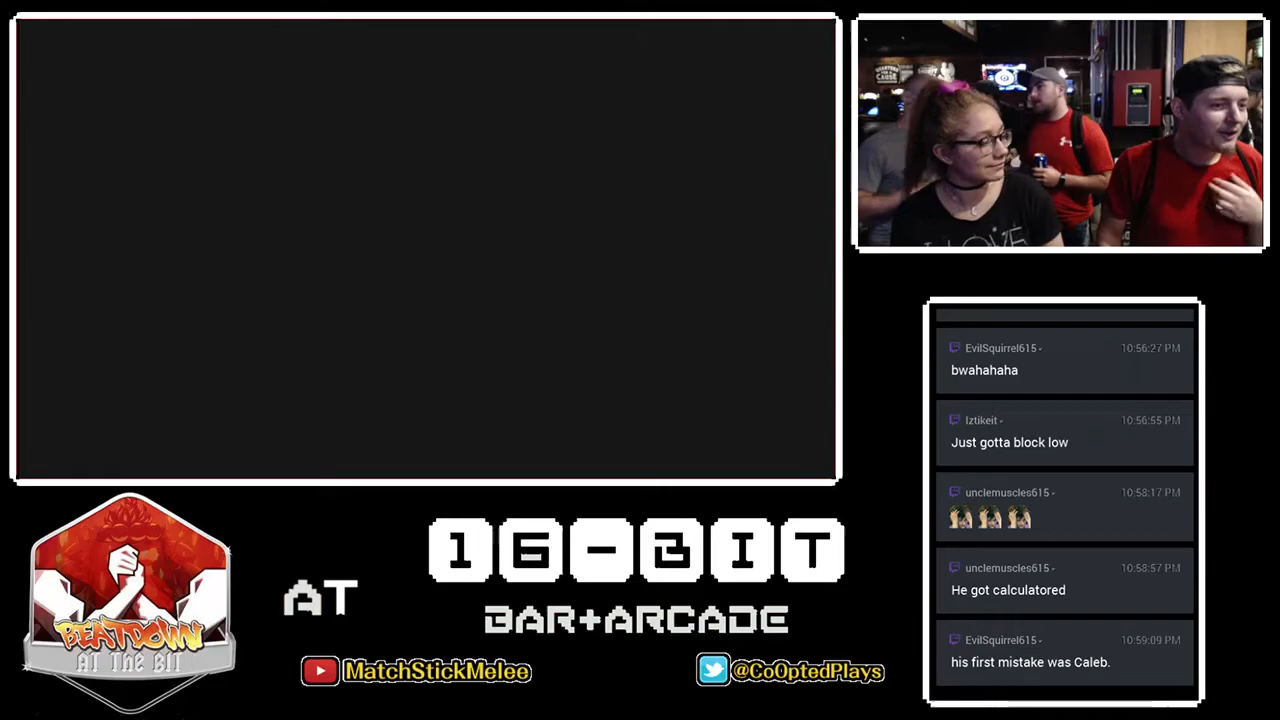 I LOVE
EvilSquirrel615
10:56:27 PM
bwahahaha
Iztikeit
10:56:55 PM
Just gotta block low
unclemuscles615
10:58:17 PM
unclemuscles615
10:58:57 PM
He got calculatored
EvilSquirrel615
10:59:09 PM
his first mistake was Caleb.
BEATDOWN
AT THE BIT
AT
16-BIT
BAR+ARCADE
MatchStickMelee
@CoOptedPlays